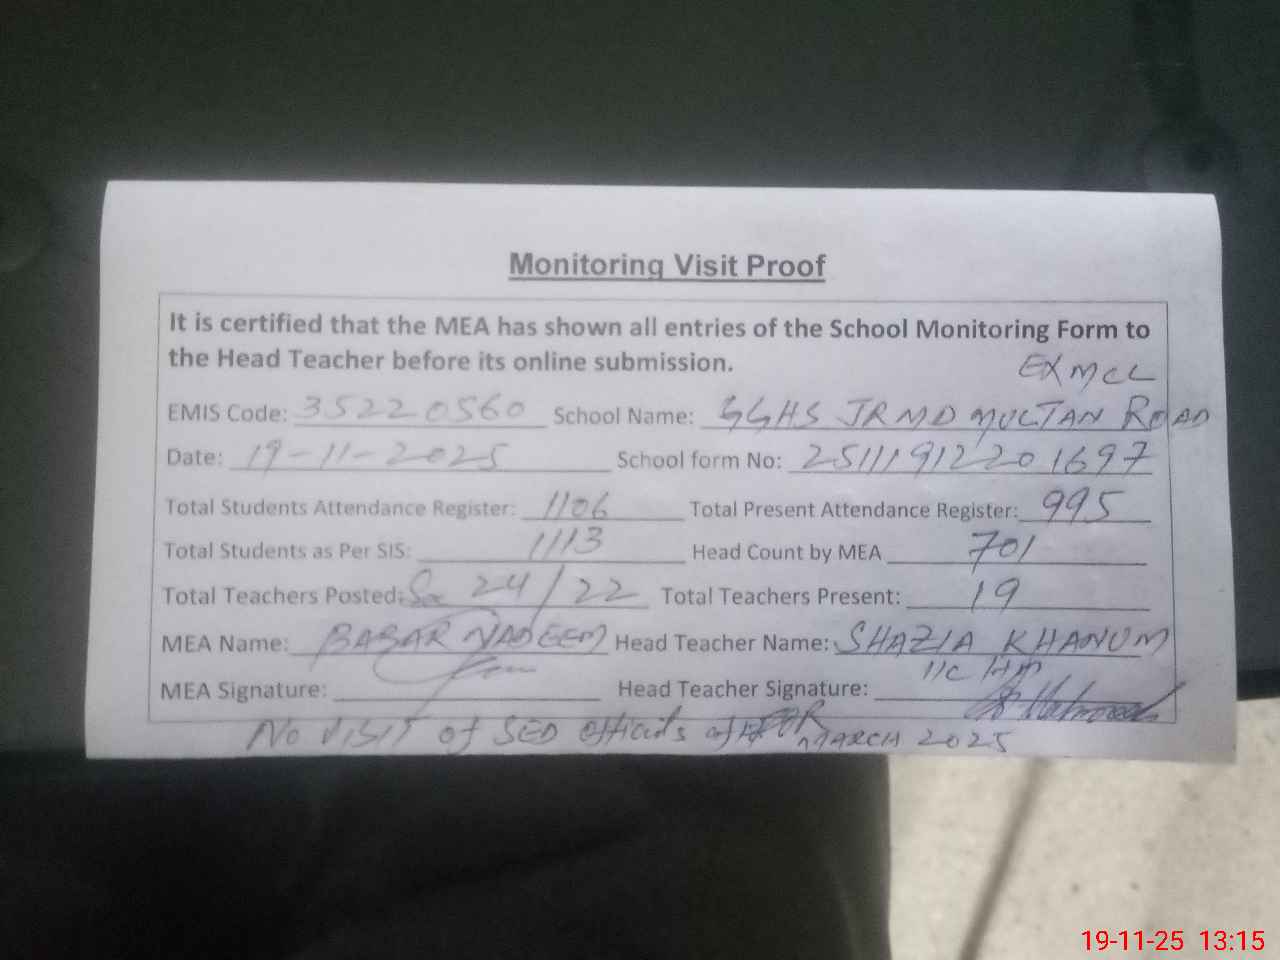 Monitoring Visit Proof
It is certified that the MEA has shown all entries of the School Monitoring Form to
the Head Teacher before its online submission.
EX MCL
EMIS Code: 35220560 School Name: GGHS JRMD MULTAN ROAD
Date: 19-11-2025 School form No: 2511191220 1697
Total Students Attendance Register: 1106 Total Present Attendance Register: 995
Total Students as Per SIS: 1113 Head Count by MEA 701
Total Teachers Posted: 24/22 Total Teachers Present: 19
MEA Name: BABAR NADEEM Head Teacher Name: SHAZIA KHANUM
I/C HM
MEA Signature: Head Teacher Signature:
No VISIT of SED officials after
MARCH 2025
19-11-25 13:15